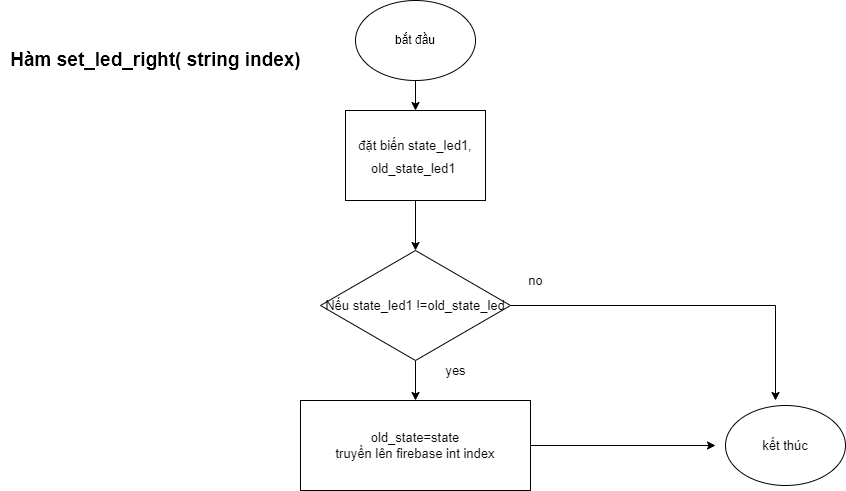 bắt đầu
Hàm set_led_right( string index)
đặt biến state_led1,
old_state_led1
no
Nếu state_led1 !=old_state_led
yes
old_state=state
truyền lên firebase int index
kết thúc